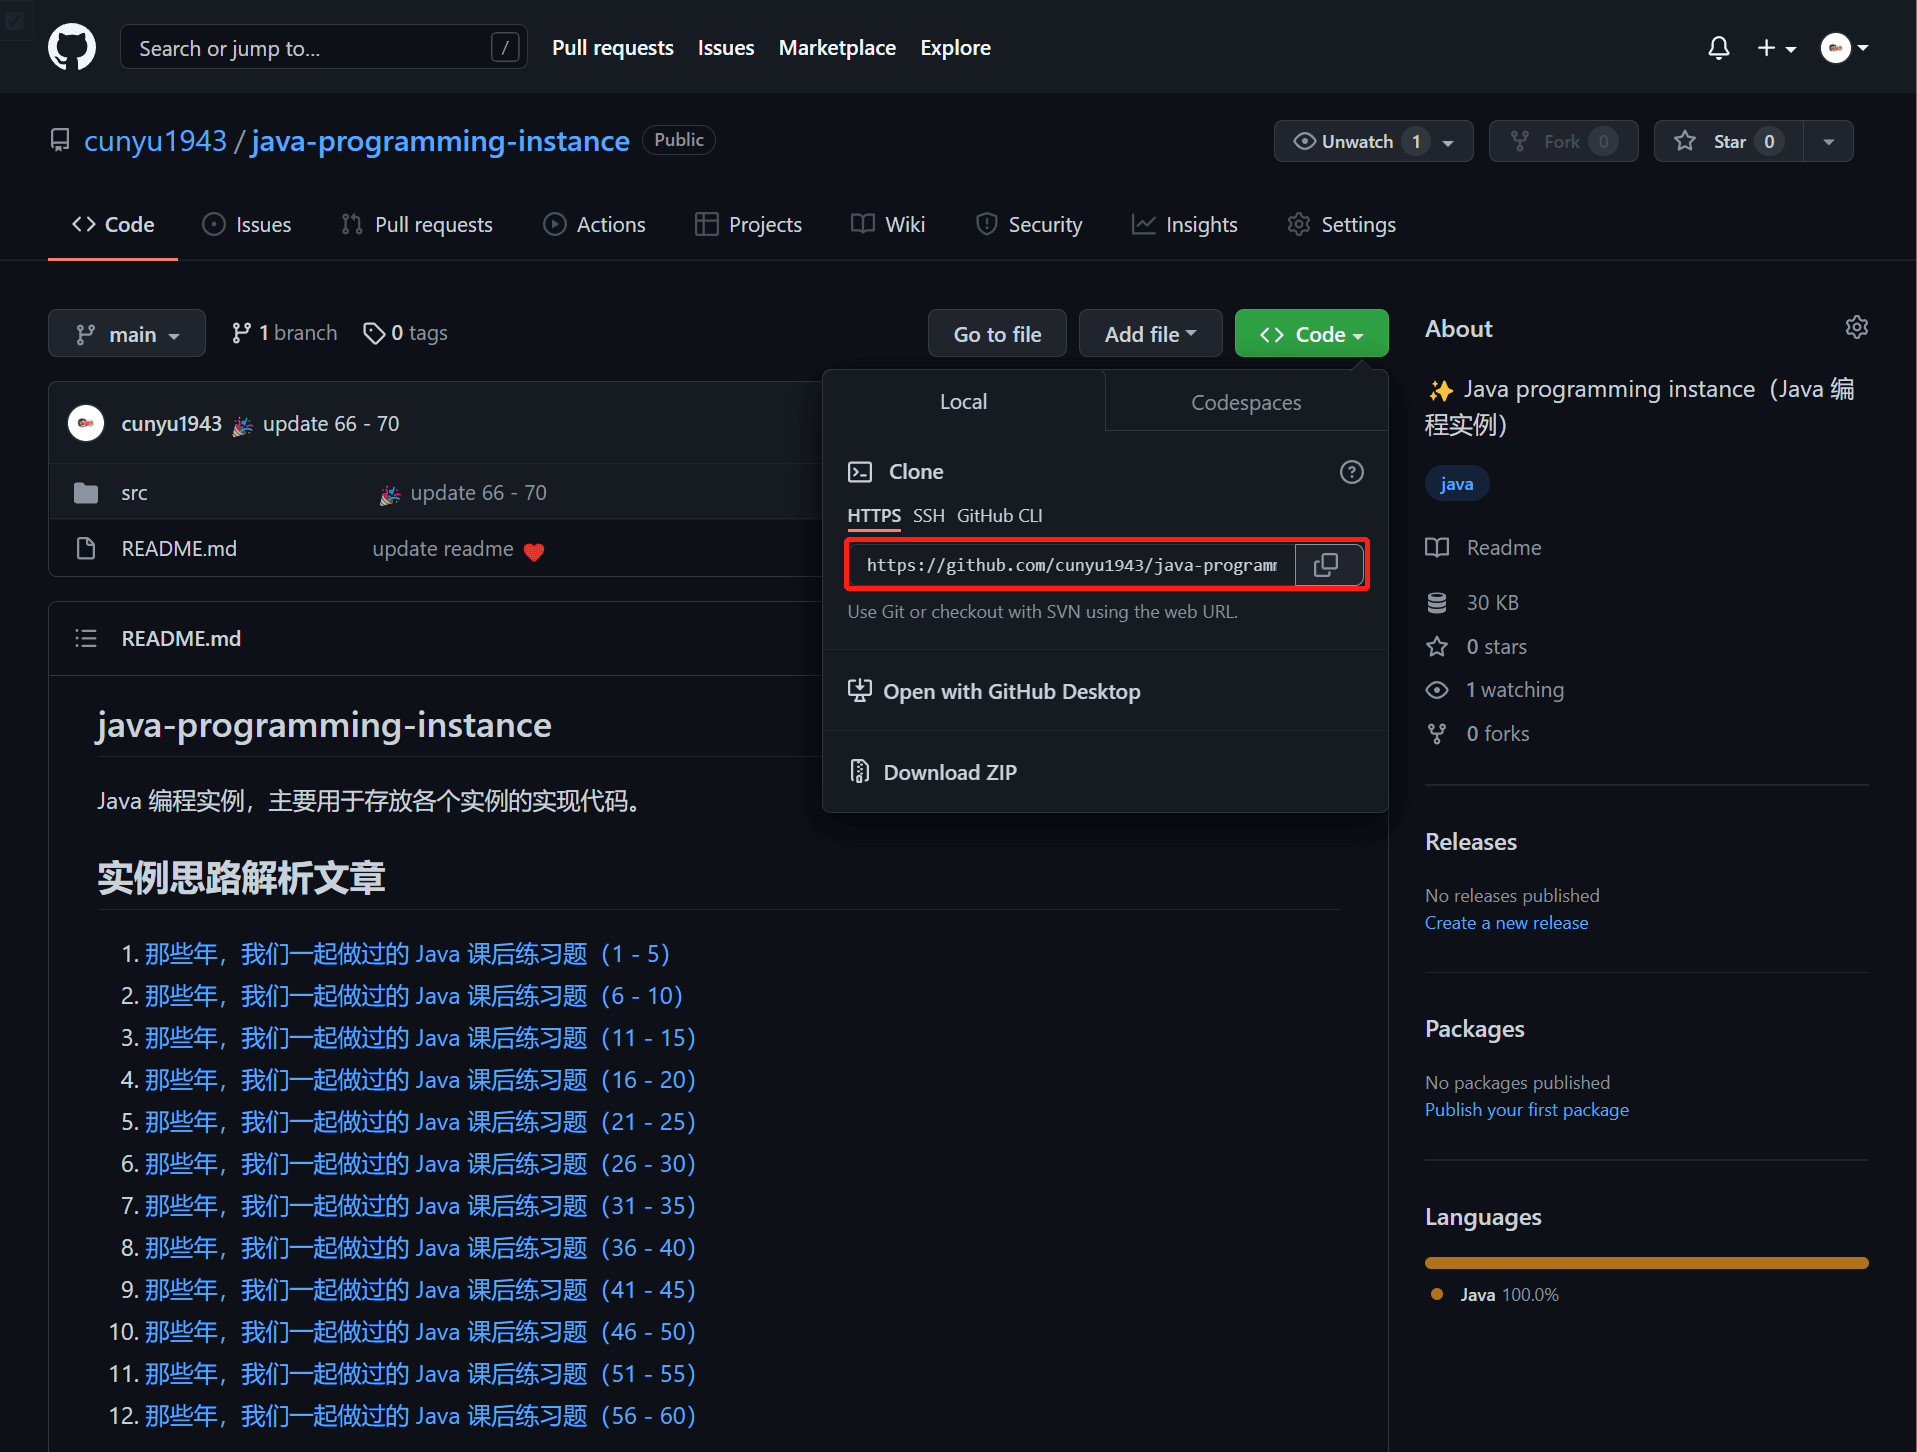 Search or jump to... /
Pull requests Issues Marketplace Explore
cunyu1943 / java-programming-instance Public
Unwatch 1 Fork 0 Star 0
Code Issues Pull requests Actions Projects Wiki Security Insights Settings
main 1 branch 0 tags
Go to file Add file Code
cunyu1943 🎉 update 66 - 70
src 🎉 update 66 - 70
README.md update readme ❤️
Local Codespaces
Clone
HTTPS SSH GitHub CLI
https://github.com/cunyu1943/java-programm
Use Git or checkout with SVN using the web URL.
Open with GitHub Desktop
Download ZIP
README.md
java-programming-instance
Java 编程实例，主要用于存放各个实例的实现代码。
实例思路解析文章
1. 那些年，我们一起做过的 Java 课后练习题（1 - 5）
2. 那些年，我们一起做过的 Java 课后练习题（6 - 10）
3. 那些年，我们一起做过的 Java 课后练习题（11 - 15）
4. 那些年，我们一起做过的 Java 课后练习题（16 - 20）
5. 那些年，我们一起做过的 Java 课后练习题（21 - 25）
6. 那些年，我们一起做过的 Java 课后练习题（26 - 30）
7. 那些年，我们一起做过的 Java 课后练习题（31 - 35）
8. 那些年，我们一起做过的 Java 课后练习题（36 - 40）
9. 那些年，我们一起做过的 Java 课后练习题（41 - 45）
10. 那些年，我们一起做过的 Java 课后练习题（46 - 50）
11. 那些年，我们一起做过的 Java 课后练习题（51 - 55）
12. 那些年，我们一起做过的 Java 课后练习题（56 - 60）
About
✨ Java programming instance（Java 编
程实例）
java
Readme
30 KB
0 stars
1 watching
0 forks
Releases
No releases published
Create a new release
Packages
No packages published
Publish your first package
Languages
Java 100.0%